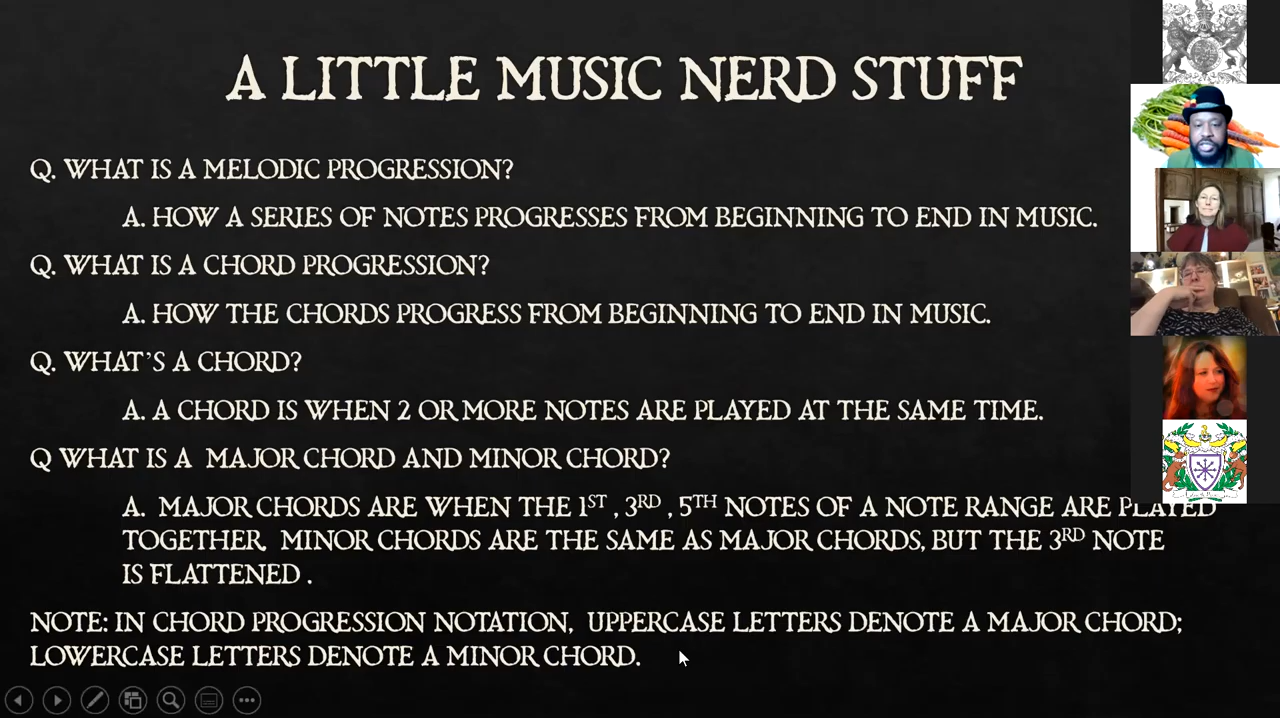 A LITTLE MUSIC NERD STUFF
Q. WHAT IS A MELODIC PROGRESSION?
A. HOW A SERIES OF NOTES PROGRESSES FROM BEGINNING TO END IN MUSIC.
Q. WHAT IS A CHORD PROGRESSION?
A. HOW THE CHORDS PROGRESS FROM BEGINNING TO END IN MUSIC.
Q. WHAT'S A CHORD?
A. A CHORD IS WHEN 2 OR MORE NOTES ARE PLAYED AT THE SAME TIME.
Q WHAT IS A MAJOR CHORD AND MINOR CHORD?
A. MAJOR CHORDS ARE WHEN THE 1ST , 3RD , 5TH NOTES OF A NOTE RANGE ARE PLAYED
TOGETHER. MINOR CHORDS ARE THE SAME AS MAJOR CHORDS, BUT THE 3RD NOTE
IS FLATTENED .
NOTE: IN CHORD PROGRESSION NOTATION, UPPERCASE LETTERS DENOTE A MAJOR CHORD;
LOWERCASE LETTERS DENOTE A MINOR CHORD.